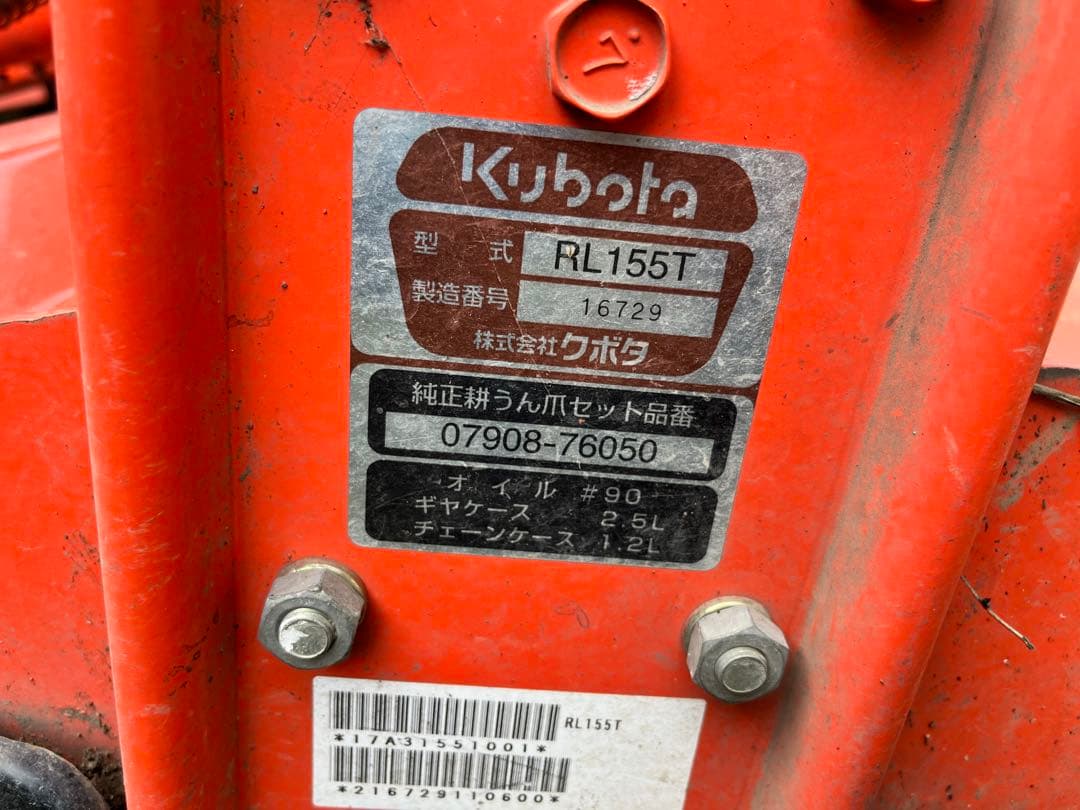 Kubota
型 式 RL155T
製造番号 16729
株式会社クボタ
純正耕うん爪セット品番
07908-76050
オイル #90
ギヤケース 2.5L
チェーンケース 1.2L
RL155T
*17A31551001*
*216729110600*